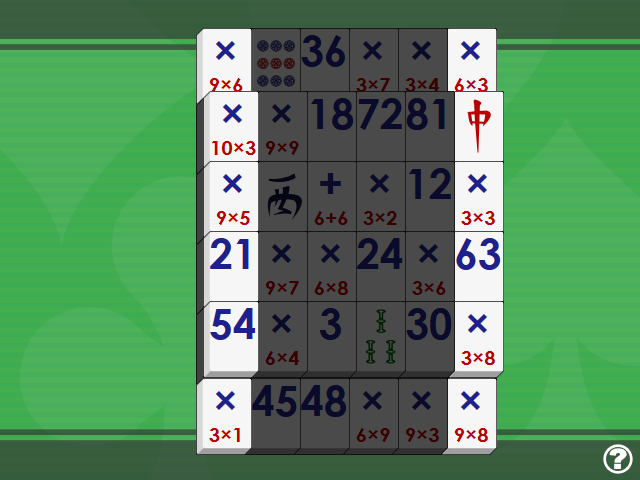 × 36 × × ×
9×6 3×7 3×4 6×3
× × 18 72 81 中
10×3 9×9
× 西 + × 12 ×
9×5 6+6 3×2 3×3
21 × × 24 × 63
9×7 6×8 3×6
54 × 3 30 ×
6×4 3×8
× 45 48 × × ×
3×1 6×9 9×3 9×8
?